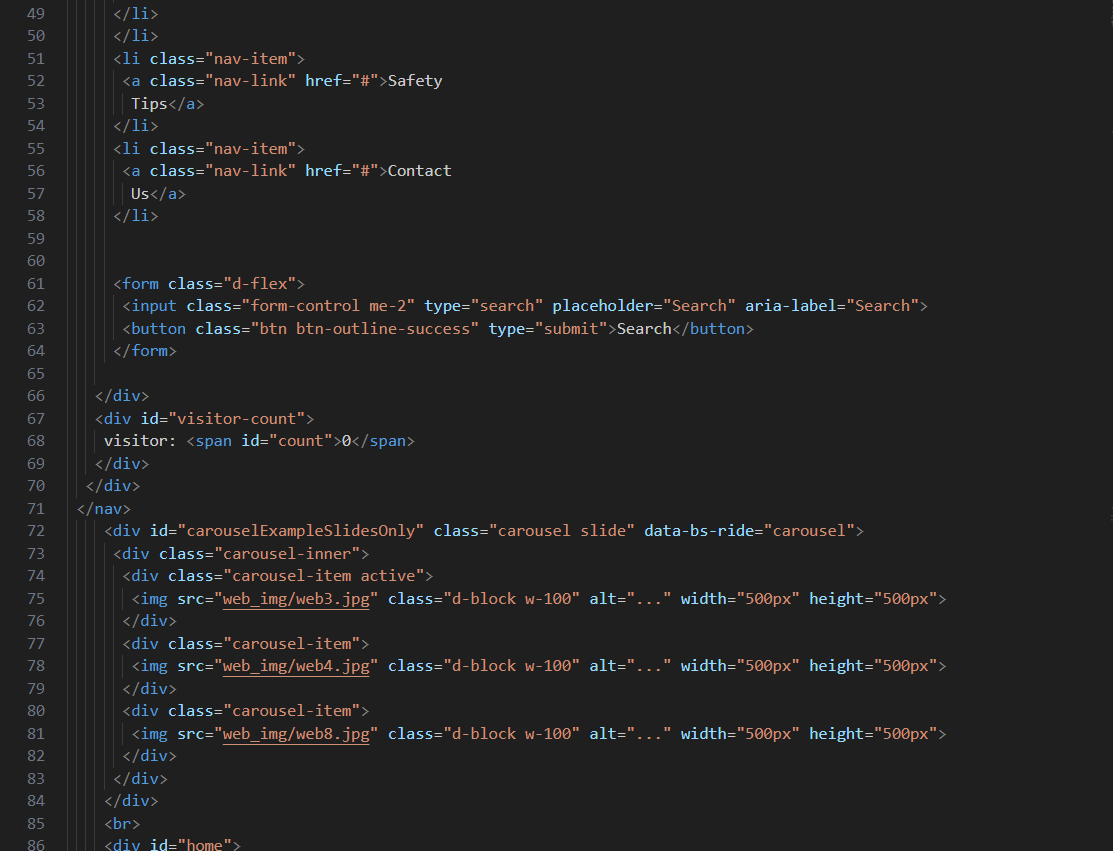 49 </li>
50 </li>
51 <li class="nav-item">
52 <a class="nav-link" href="#">Safety
53 Tips</a>
54 </li>
55 <li class="nav-item">
56 <a class="nav-link" href="#">Contact
57 Us</a>
58 </li>
59
60
61 <form class="d-flex">
62 <input class="form-control me-2" type="search" placeholder="Search" aria-label="Search">
63 <button class="btn btn-outline-success" type="submit">Search</button>
64 </form>
65
66 </div>
67 <div id="visitor-count">
68 visitor: <span id="count">0</span>
69 </div>
70 </div>
71 </nav>
72 <div id="carouselExampleSlidesOnly" class="carousel slide" data-bs-ride="carousel">
73 <div class="carousel-inner">
74 <div class="carousel-item active">
75 <img src="web_img/web3.jpg" class="d-block w-100" alt="..." width="500px" height="500px">
76 </div>
77 <div class="carousel-item">
78 <img src="web_img/web4.jpg" class="d-block w-100" alt="..." width="500px" height="500px">
79 </div>
80 <div class="carousel-item">
81 <img src="web_img/web8.jpg" class="d-block w-100" alt="..." width="500px" height="500px">
82 </div>
83 </div>
84 </div>
85 <br>
86 <div id="home">